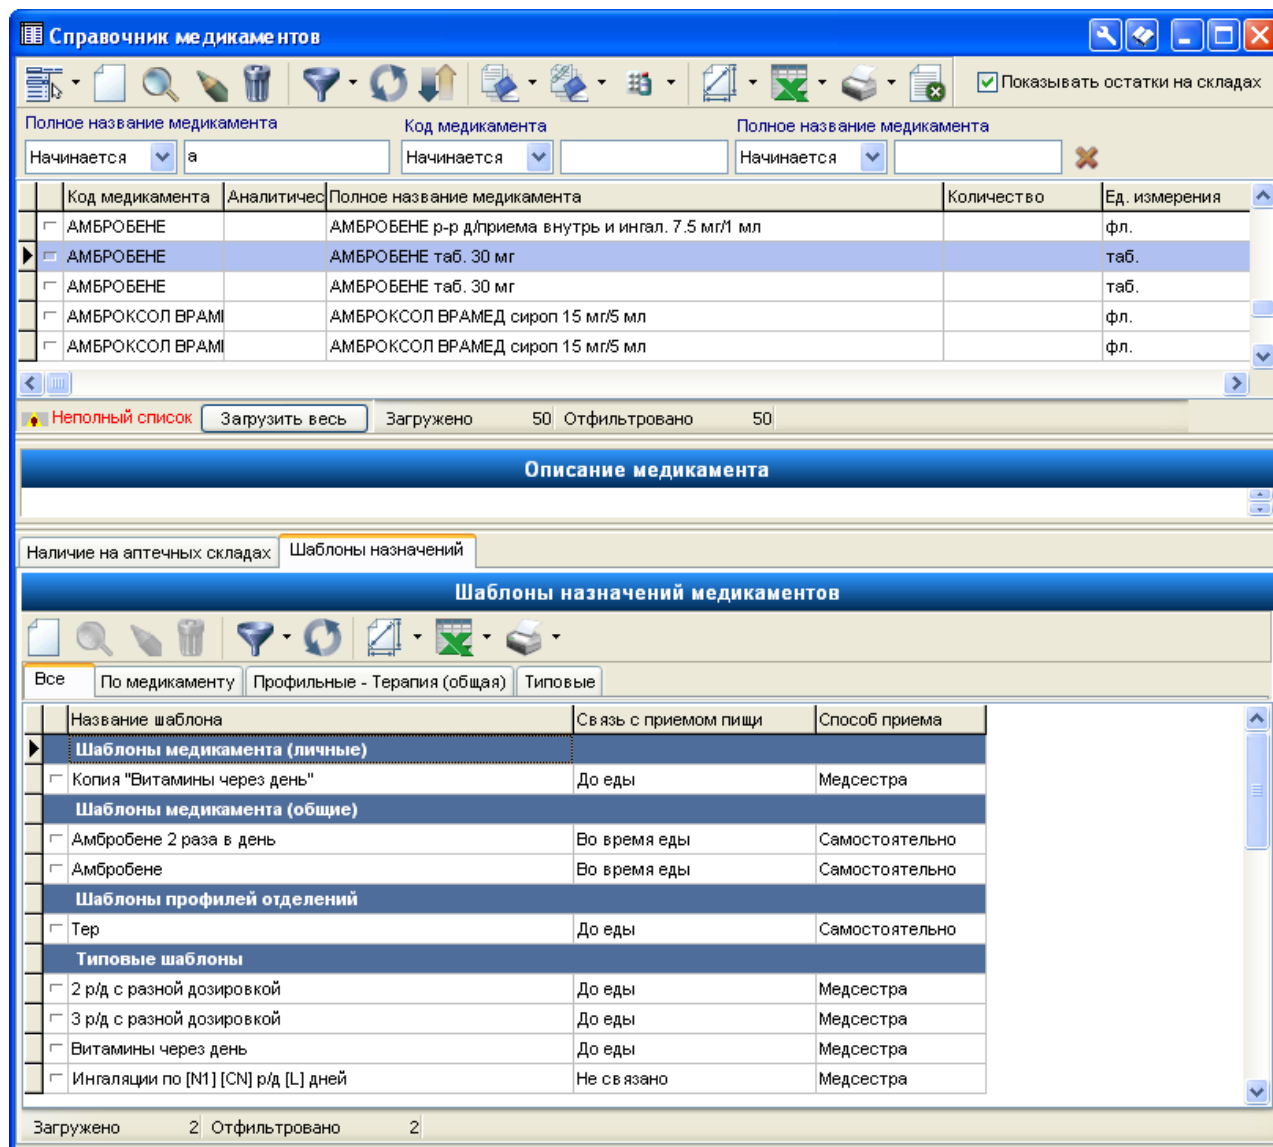 Справочник медикаментов
Показывать остатки на складах
Полное название медикамента Код медикамента Полное название медикамента
Начинается а Начинается Начинается
Код медикамента Аналитичес Полное название медикамента Количество Ед. измерения
АМБРОБЕНЕ АМБРОБЕНЕ р-р д/приема внутрь и ингал. 7.5 мг/1 мл фл.
АМБРОБЕНЕ АМБРОБЕНЕ таб. 30 мг таб.
АМБРОБЕНЕ АМБРОБЕНЕ таб. 30 мг таб.
АМБРОКСОЛ ВРАМІ АМБРОКСОЛ ВРАМЕД сироп 15 мг/5 мл фл.
АМБРОКСОЛ ВРАМІ АМБРОКСОЛ ВРАМЕД сироп 15 мг/5 мл фл.
Неполный список Загрузить весь Загружено 50 Отфильтровано 50
Описание медикамента
Наличие на аптечных складах Шаблоны назначений
Шаблоны назначений медикаментов
Все По медикаменту Профильные - Терапия (общая) Типовые
Название шаблона Связь с приемом пищи Способ приема
Шаблоны медикамента (личные)
Копия "Витамины через день" До еды Медсестра
Шаблоны медикамента (общие)
Амбробене 2 раза в день Во время еды Самостоятельно
Амбробене Во время еды Самостоятельно
Шаблоны профилей отделений
Тер До еды Самостоятельно
Типовые шаблоны
2 р/д с разной дозировкой До еды Медсестра
3 р/д с разной дозировкой До еды Медсестра
Витамины через день До еды Медсестра
Ингаляции по [N1] [CN] р/д [L] дней Не связано Медсестра
Загружено 2 Отфильтровано 2